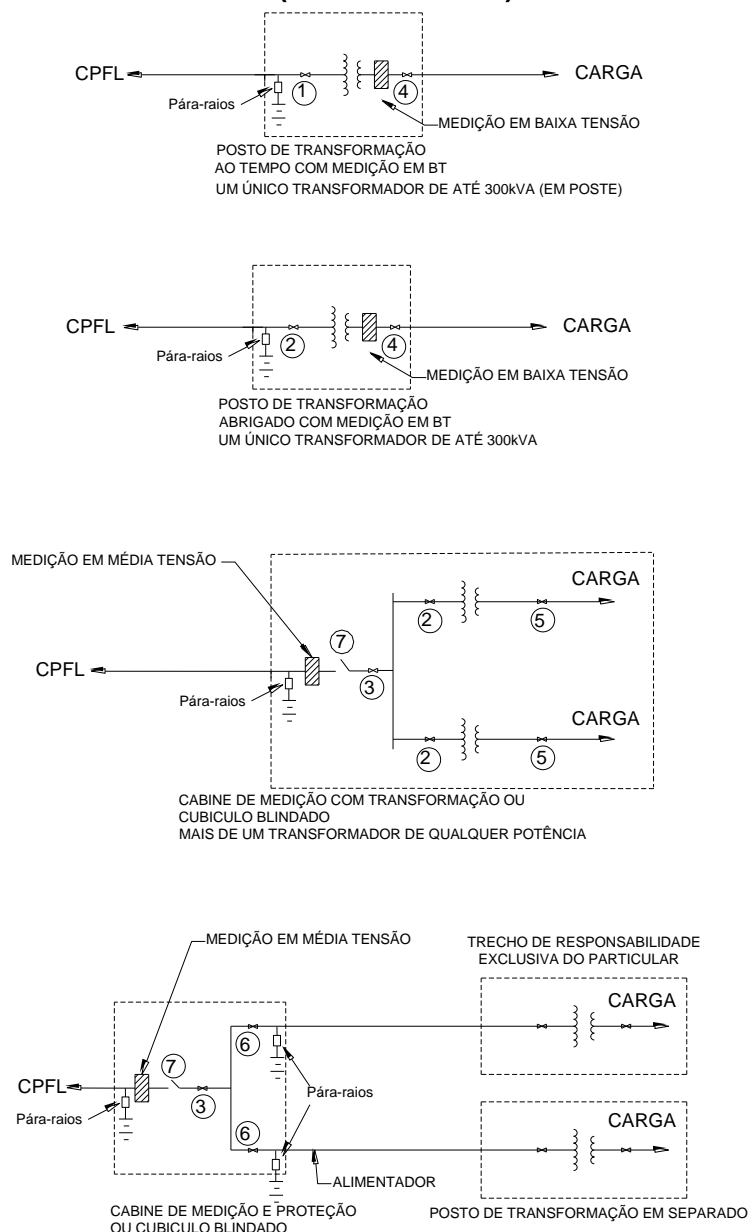 CPFL
CARGA
Pára-raios
1
4
MEDIÇÃO EM BAIXA TENSÃO
POSTO DE TRANSFORMAÇÃO
AO TEMPO COM MEDIÇÃO EM BT
UM ÚNICO TRANSFORMADOR DE ATÉ 300kVA (EM POSTE)
CPFL
CARGA
Pára-raios
2
4
MEDIÇÃO EM BAIXA TENSÃO
POSTO DE TRANSFORMAÇÃO
ABRIGADO COM MEDIÇÃO EM BT
UM ÚNICO TRANSFORMADOR DE ATÉ 300kVA
MEDIÇÃO EM MÉDIA TENSÃO
CARGA
2
5
7
CPFL
3
Pára-raios
CARGA
2
5
CABINE DE MEDIÇÃO COM TRANSFORMAÇÃO OU
CUBICULO BLINDADO
MAIS DE UM TRANSFORMADOR DE QUALQUER POTÊNCIA
MEDIÇÃO EM MÉDIA TENSÃO
TRECHO DE RESPONSABILIDADE
EXCLUSIVA DO PARTICULAR
CARGA
6
7
CPFL
3
Pára-raios
Pára-raios
6
CARGA
ALIMENTADOR
CABINE DE MEDIÇÃO E PROTEÇÃO
OU CUBICULO BLINDADO
POSTO DE TRANSFORMAÇÃO EM SEPARADO